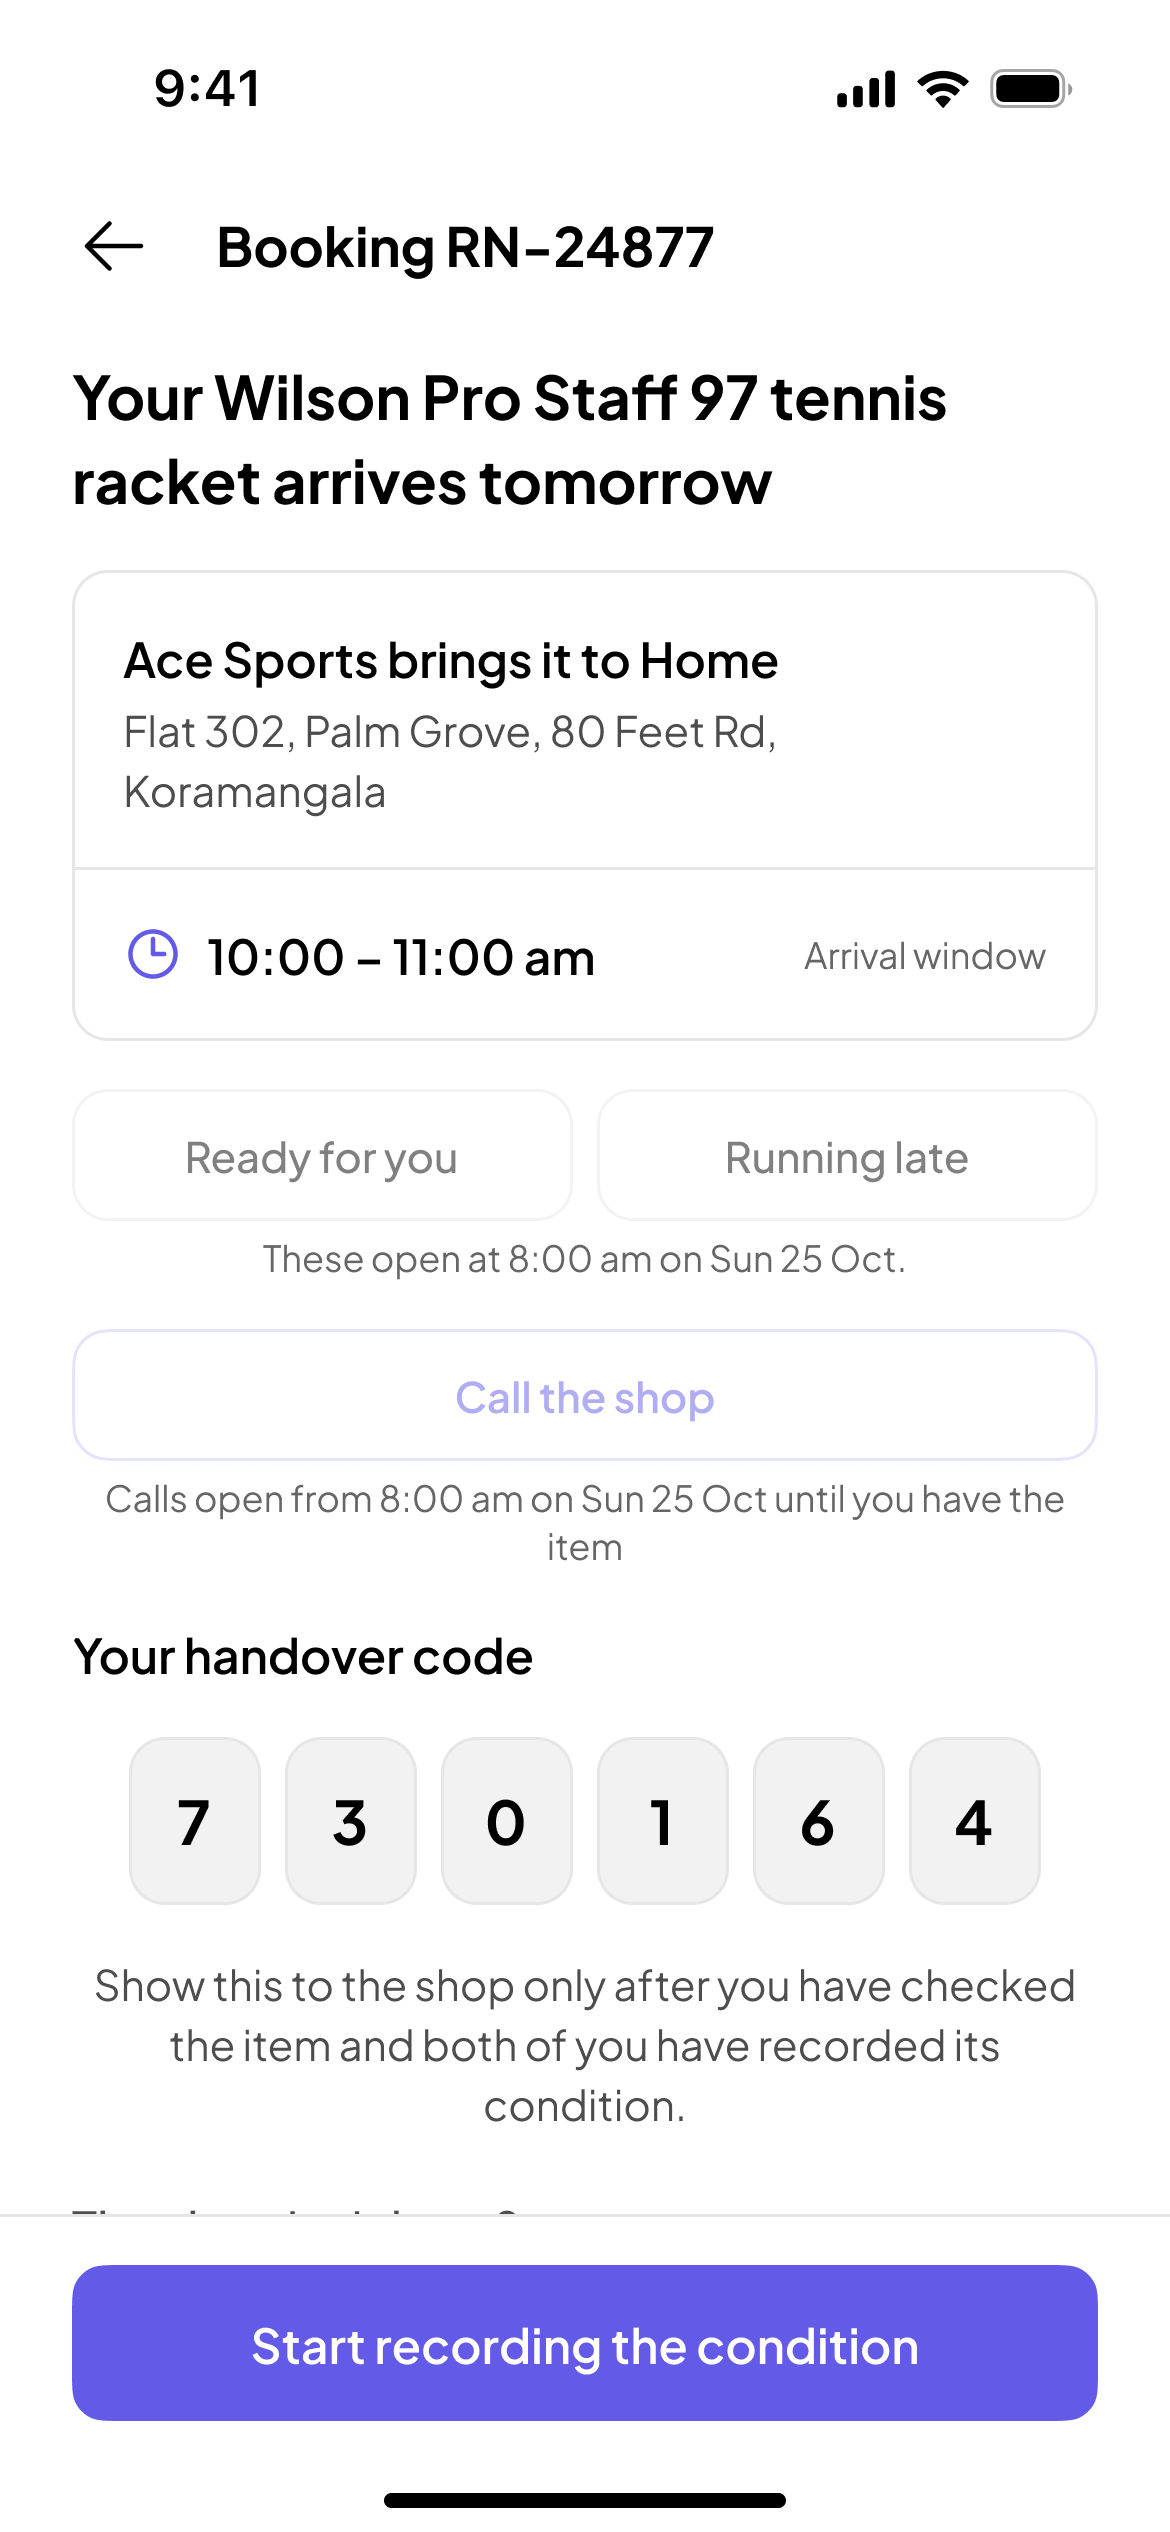 9:41
Booking RN–24877
Your Wilson Pro Staff 97 tennis
racket arrives tomorrow
Ace Sports brings it to Home
Flat 302, Palm Grove, 80 Feet Rd,
Koramangala
10:00 – 11:00 am
Arrival window
Ready for you
Running late
These open at 8:00 am on Sun 25 Oct.
Call the shop
Calls open from 8:00 am on Sun 25 Oct until you have the
item
Your handover code
7 3 0 1 6 4
Show this to the shop only after you have checked
the item and both of you have recorded its
condition.
Start recording the condition